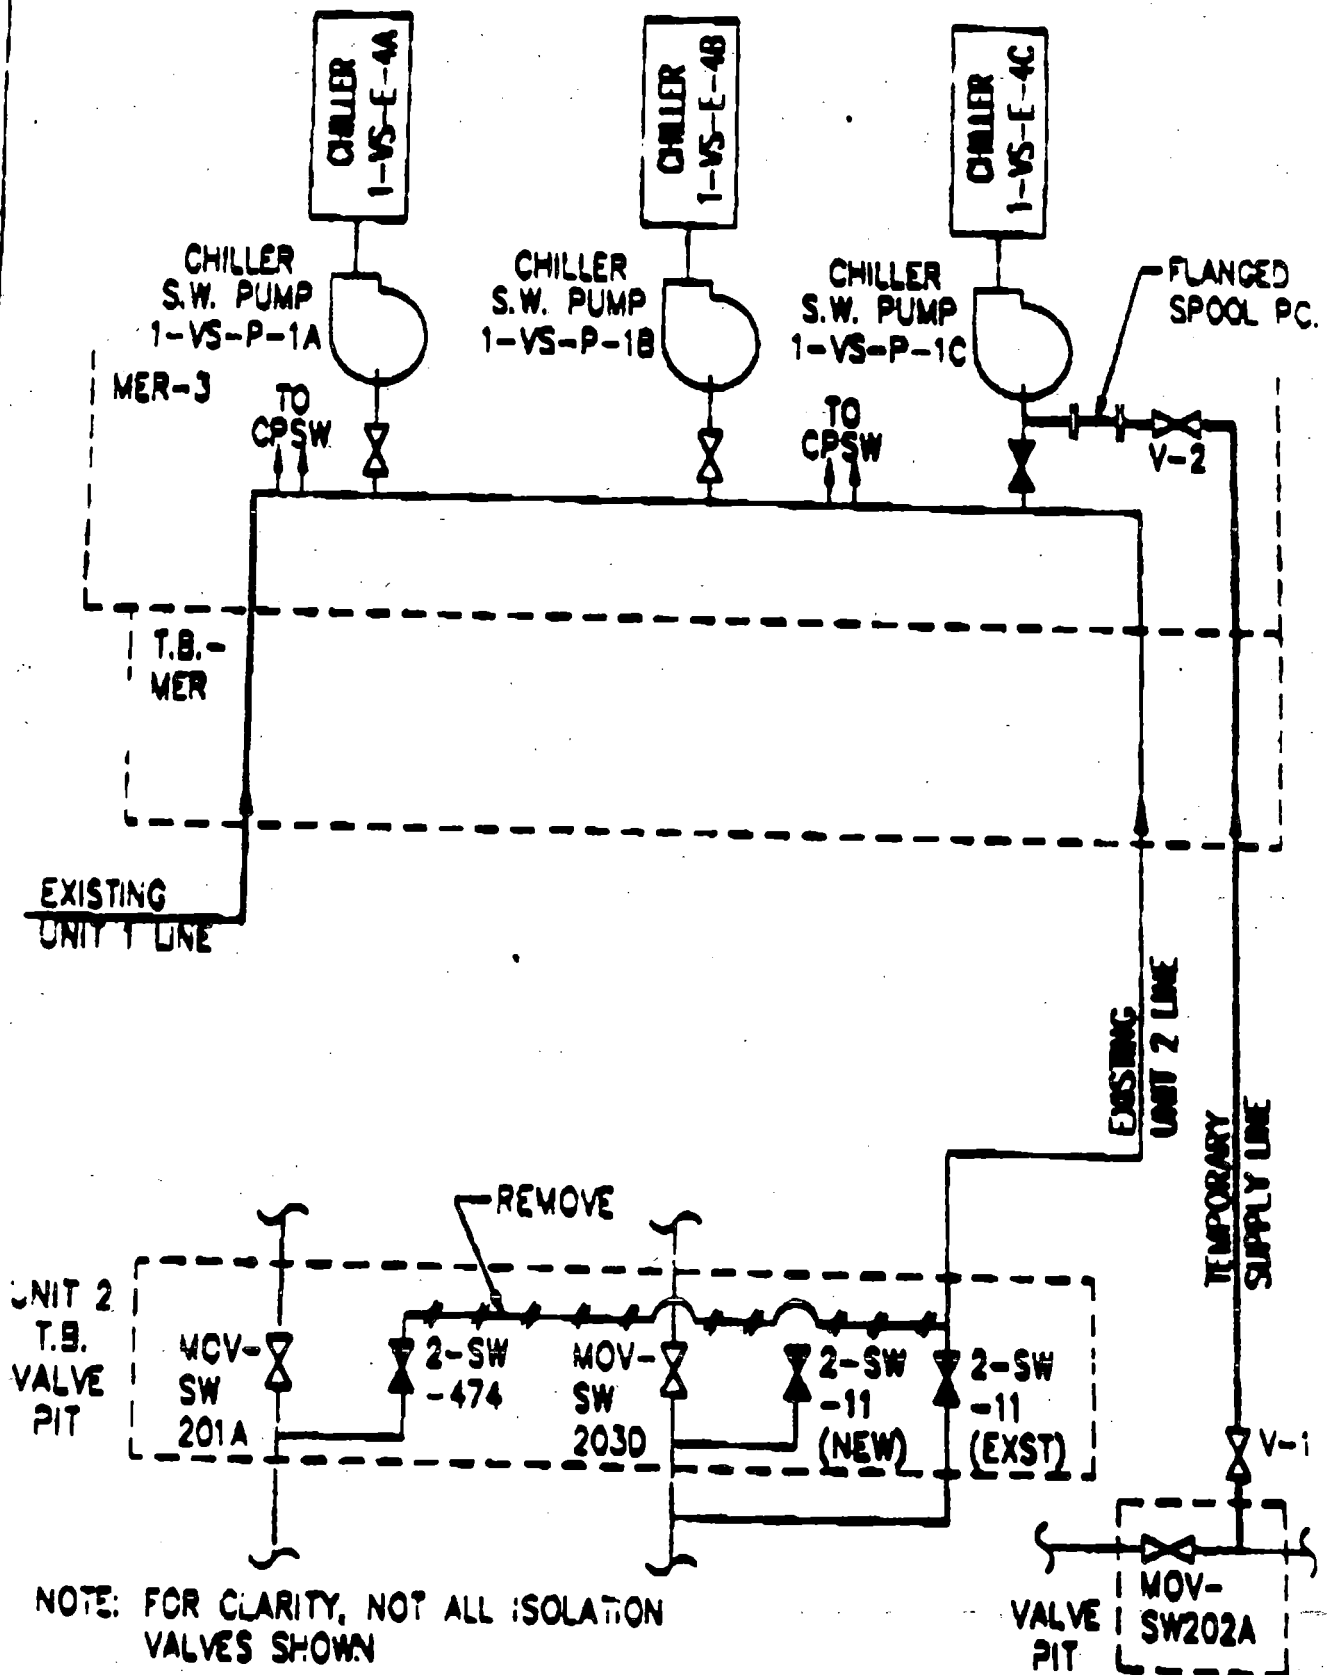 CHILLER
1-VS-E-4A
CHILLER
1-VS-E-4B
CHILLER
1-VS-E-4C
CHILLER
S.W. PUMP
1-VS-P-1A
CHILLER
S.W. PUMP
1-VS-P-1B
CHILLER
S.W. PUMP
1-VS-P-1C
FLANGED
SPOOL PC.
MER-3
TO
CPSW
TO
CPSW
V-2
T.B.-
MER
EXISTING
UNIT 1 LINE
EXISTING
UNIT 2 LINE
TEMPORARY
SUPPLY LINE
REMOVE
UNIT 2
T.B.
VALVE
PIT
MOV-
SW
201A
2-SW
-474
MOV-
SW
203D
2-SW
-11
(NEW)
2-SW
-11
(EXST)
V-1
VALVE
PIT
MOV-
SW202A
NOTE: FOR CLARITY, NOT ALL ISOLATION
VALVES SHOWN